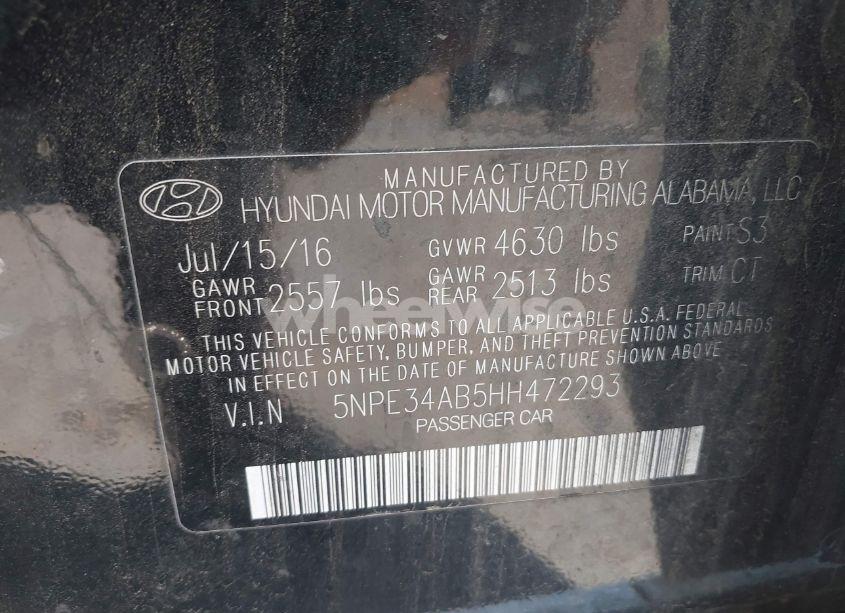 MANUFACTURED BY
HYUNDAI MOTOR MANUFACTURING ALABAMA, LLC
Jul/15/16 GVWR 4630 lbs PAINT S3
GAWR FRONT 2557 lbs GAWR REAR 2513 lbs TRIM CT
wheelwise
THIS VEHICLE CONFORMS TO ALL APPLICABLE U.S.A. FEDERAL
MOTOR VEHICLE SAFETY, BUMPER, AND THEFT PREVENTION STANDARDS
IN EFFECT ON THE DATE OF MANUFACTURE SHOWN ABOVE
V.I.N 5NPE34AB5HH472293
PASSENGER CAR